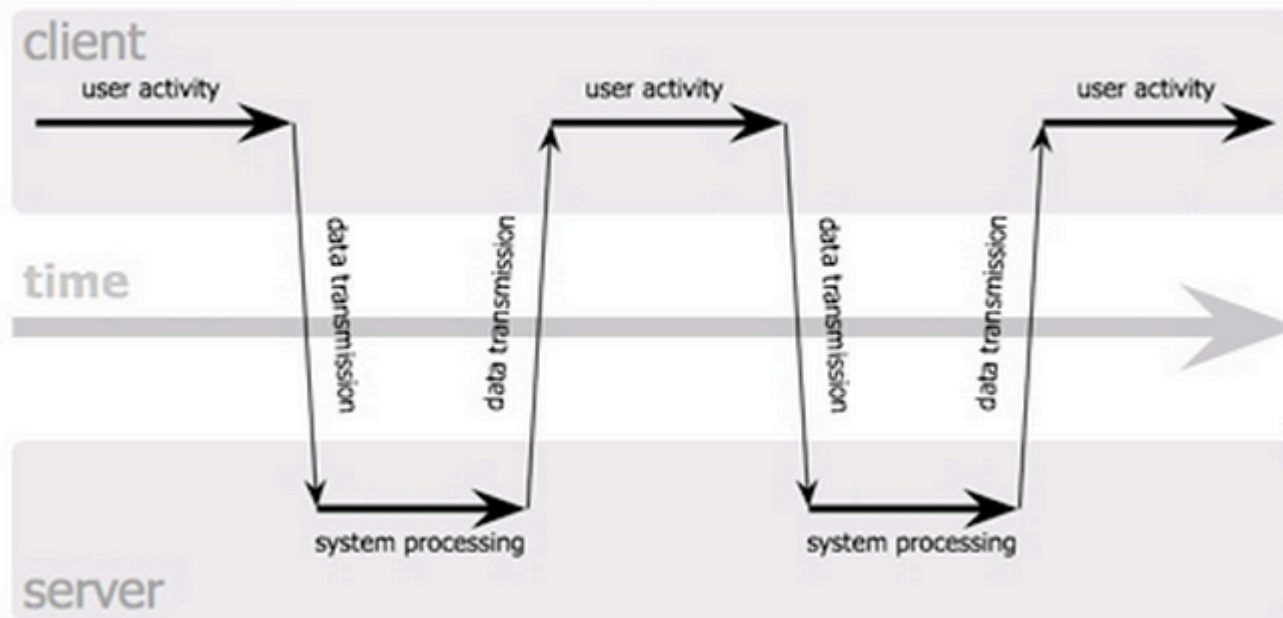 client
user activity
user activity
user activity
data transmission
data transmission
data transmission
data transmission
time
system processing
system processing
server